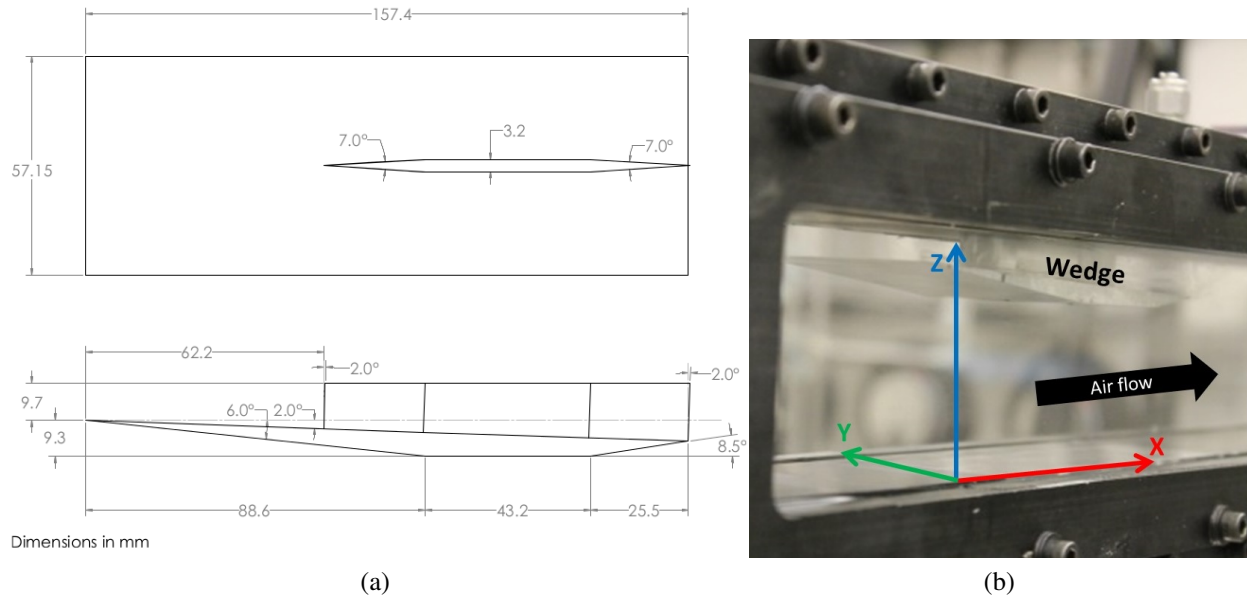 157.4
57.15
7.0°
3.2
7.0°
62.2
2.0°
2.0°
9.7
6.0°
2.0°
9.3
8.5°
88.6
43.2
25.5
Dimensions in mm
(a)
Z
Wedge
Air flow
Y
X
(b)